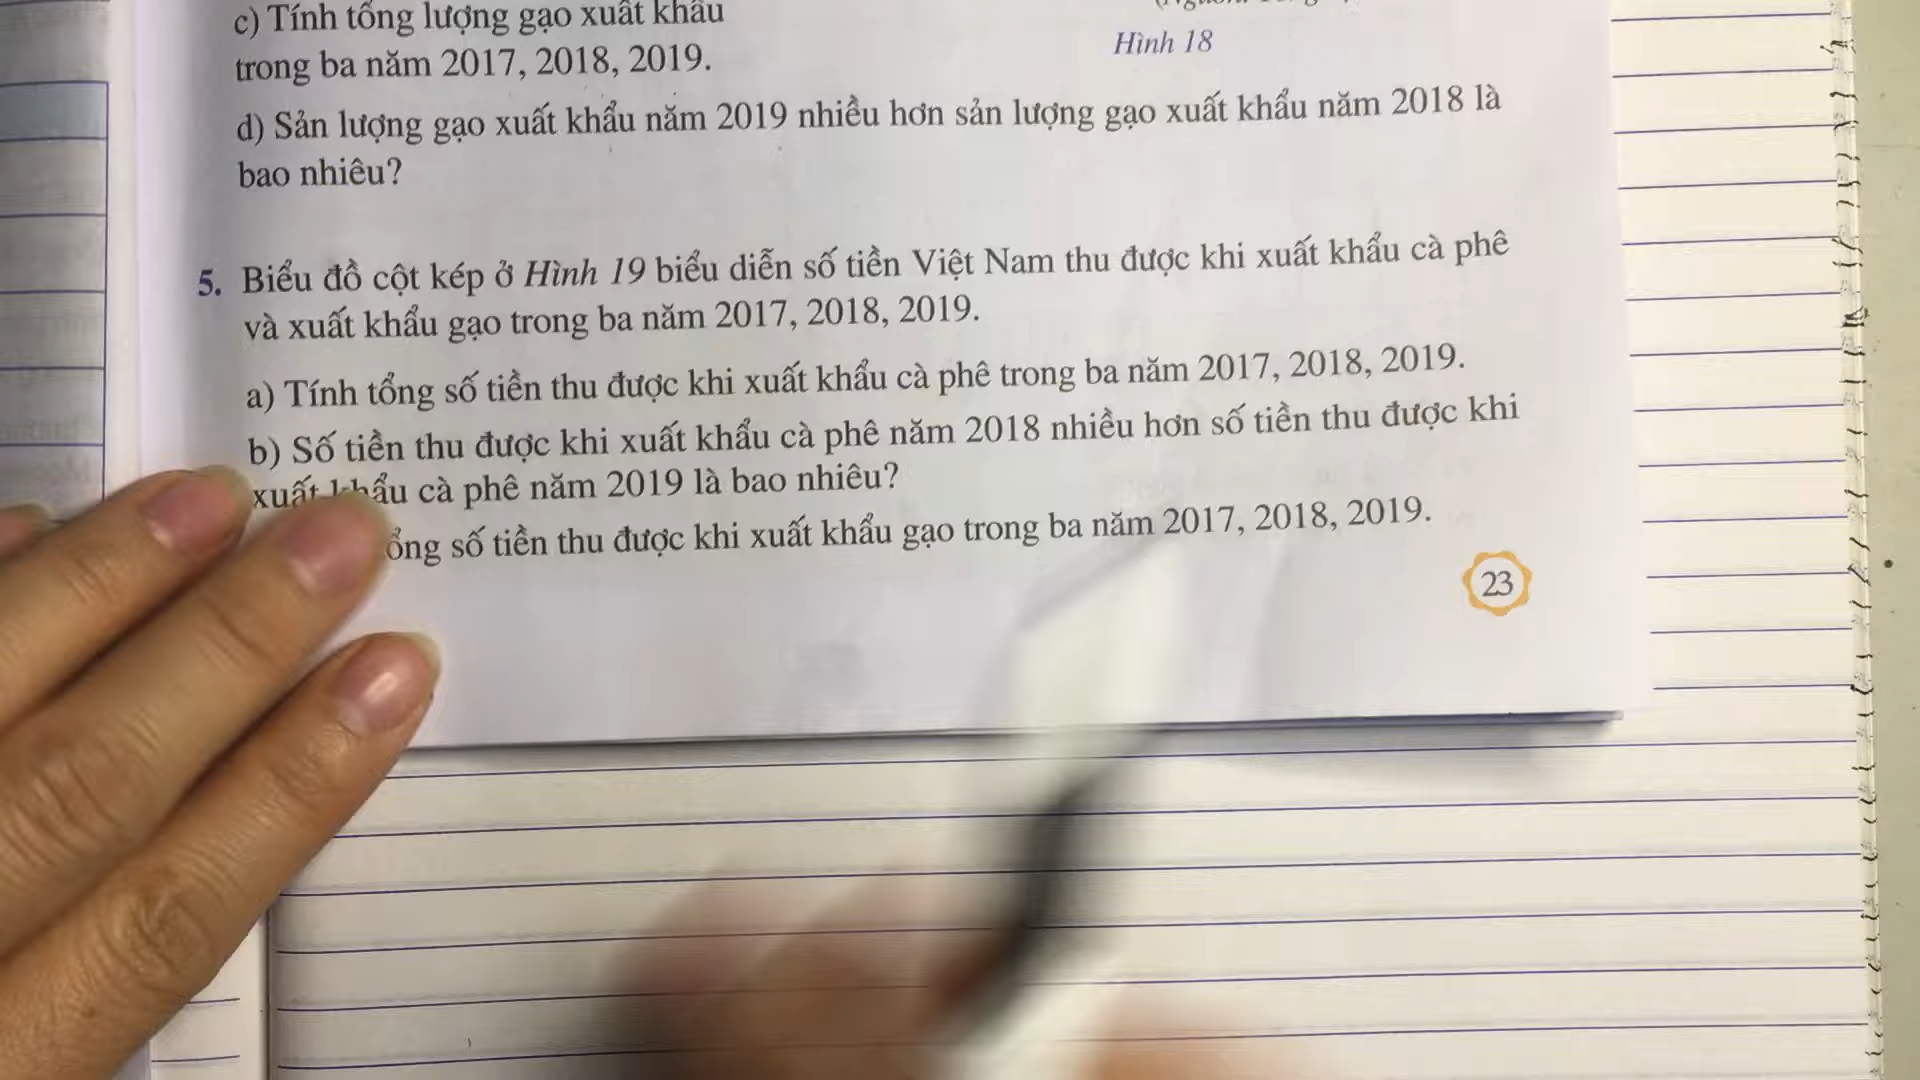 c) Tính tổng lượng gạo xuất khẩu
trong ba năm 2017, 2018, 2019.
Hình 18
d) Sản lượng gạo xuất khẩu năm 2019 nhiều hơn sản lượng gạo xuất khẩu năm 2018 là
bao nhiêu?
5. Biểu đồ cột kép ở Hình 19 biểu diễn số tiền Việt Nam thu được khi xuất khẩu cà phê
và xuất khẩu gạo trong ba năm 2017, 2018, 2019.
a) Tính tổng số tiền thu được khi xuất khẩu cà phê trong ba năm 2017, 2018, 2019.
b) Số tiền thu được khi xuất khẩu cà phê năm 2018 nhiều hơn số tiền thu được khi
xuất khẩu cà phê năm 2019 là bao nhiêu?
ổng số tiền thu được khi xuất khẩu gạo trong ba năm 2017, 2018, 2019.
23